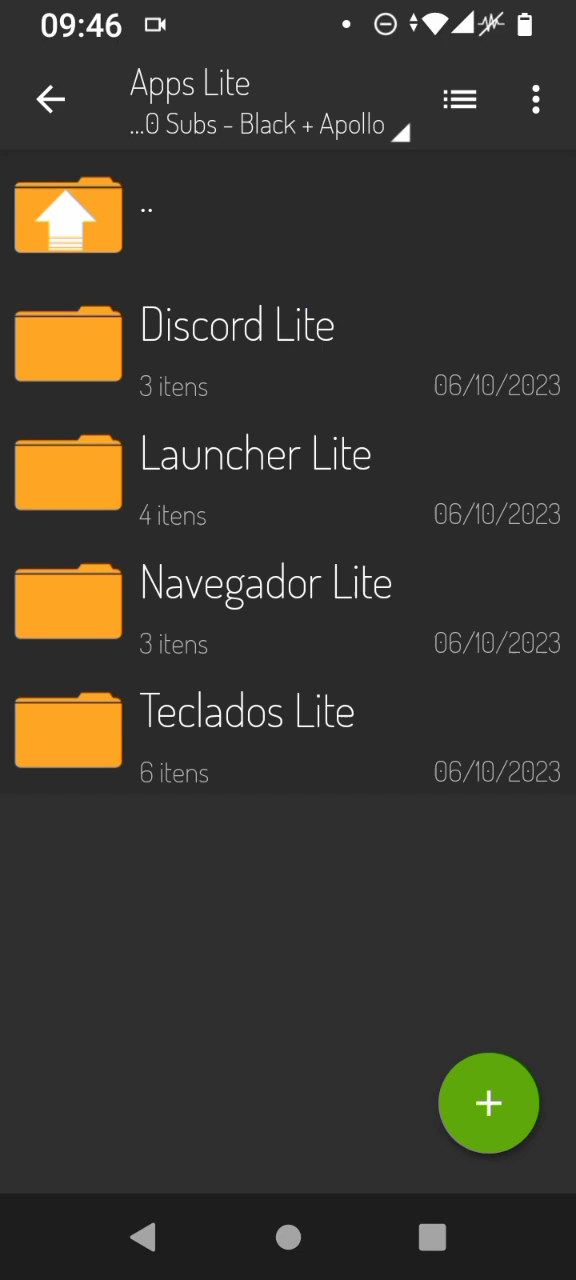 09:46
Apps Lite
...0 Subs - Black + Apollo
..
Discord Lite
3 itens 06/10/2023
Launcher Lite
4 itens 06/10/2023
Navegador Lite
3 itens 06/10/2023
Teclados Lite
6 itens 06/10/2023